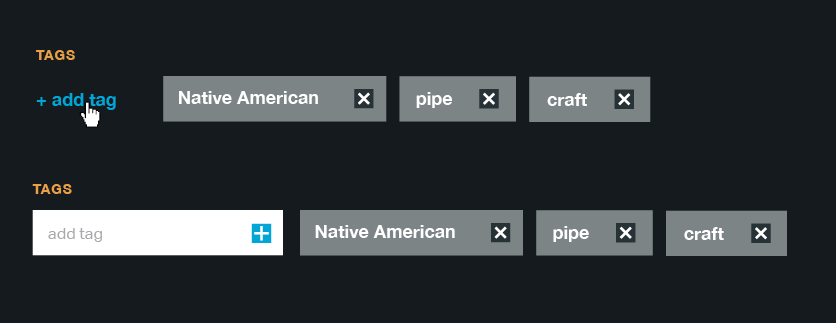 TAGS
+ add tag Native American pipe craft
TAGS
add tag Native American pipe craft